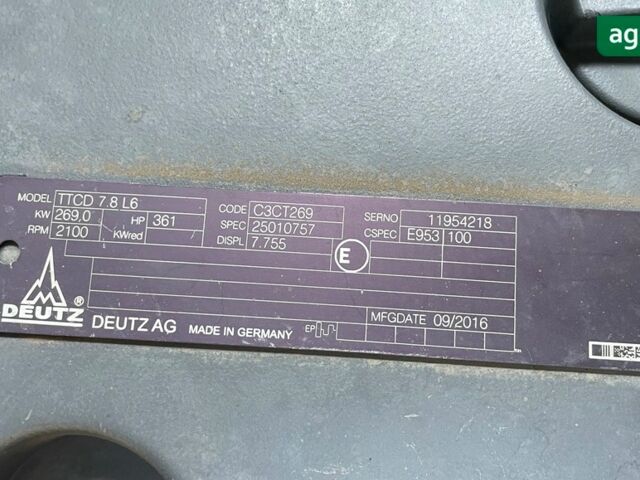 ag
MODEL TTCD 7.8 L6 CODE C3CT269 SERNO 11954218
KW 269,0 HP 361 SPEC 25010757 CSPEC E953 100
RPM 2100 KWred DISPL 7.755
E
DEUTZ ® DEUTZ AG MADE IN GERMANY EP MFGDATE 09/2016